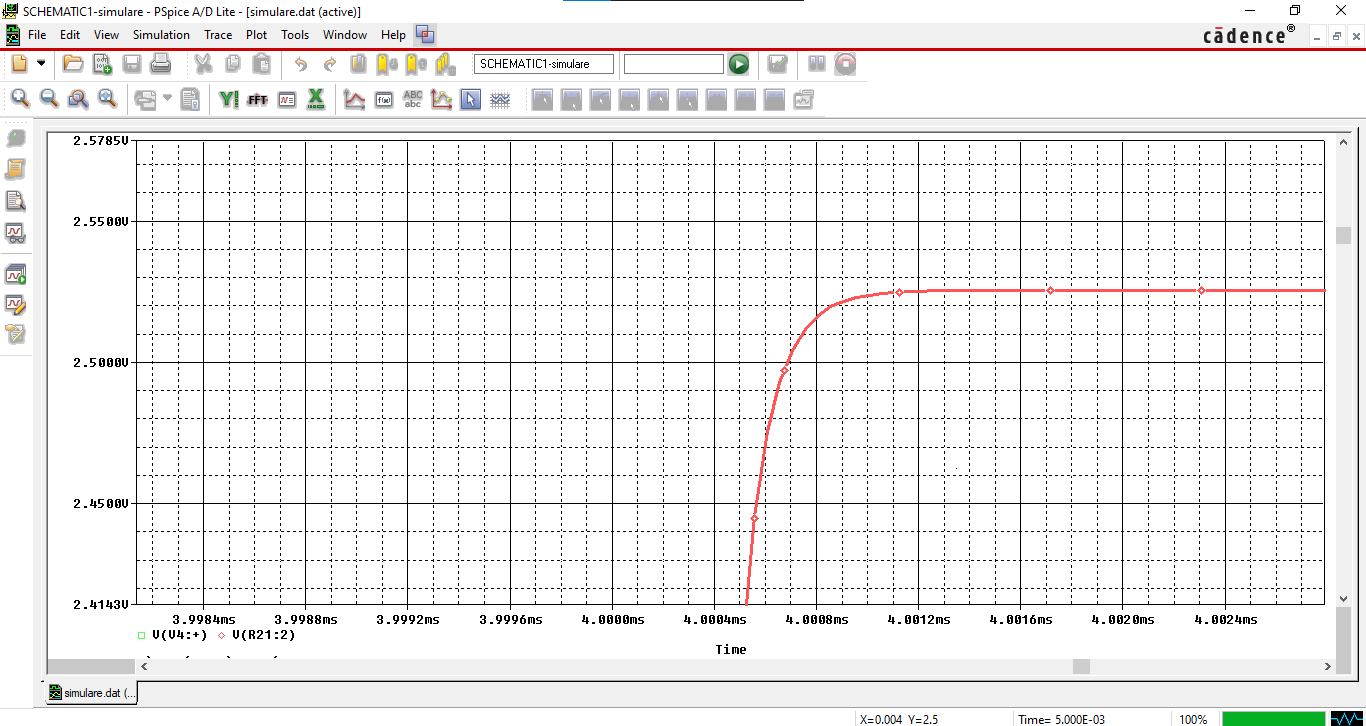 SCHEMATIC1-simulare - PSpice A/D Lite - [simulare.dat (active)]
File Edit View Simulation Trace Plot Tools Window Help
cādence®
SCHEMATIC1-simulare
FFT
ABC
abc
2.5785V
2.5500V
2.5000V
2.4500V
2.4143V
3.9984ms 3.9988ms 3.9992ms 3.9996ms 4.0000ms 4.0004ms 4.0008ms 4.0012ms 4.0016ms 4.0020ms 4.0024ms
V(V4:+) V(R21:2)
Time
simulare.dat (...
X=0.004 Y=2.5 Time= 5.000E-03 100%